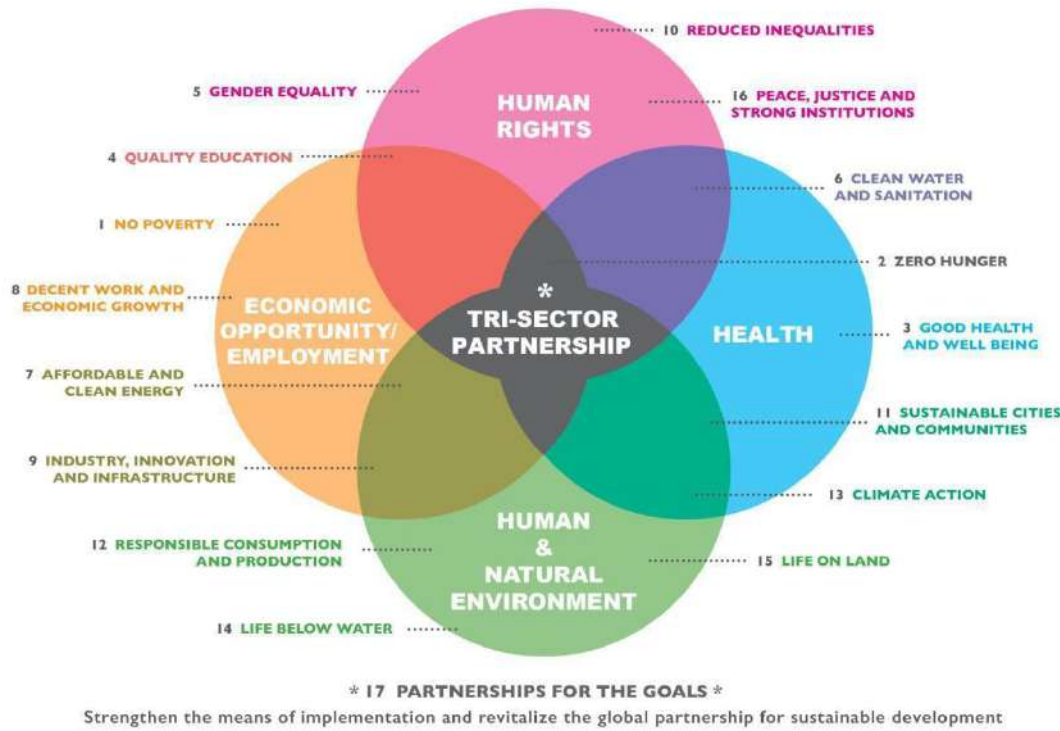 10 REDUCED INEQUALITIES
5 GENDER EQUALITY
HUMAN
RIGHTS
16 PEACE, JUSTICE AND
STRONG INSTITUTIONS
4 QUALITY EDUCATION
6 CLEAN WATER
AND SANITATION
1 NO POVERTY
2 ZERO HUNGER
8 DECENT WORK AND
ECONOMIC GROWTH
ECONOMIC
OPPORTUNITY/
EMPLOYMENT
*
TRI-SECTOR
PARTNERSHIP
HEALTH
3 GOOD HEALTH
AND WELL BEING
7 AFFORDABLE AND
CLEAN ENERGY
11 SUSTAINABLE CITIES
AND COMMUNITIES
9 INDUSTRY, INNOVATION
AND INFRASTRUCTURE
13 CLIMATE ACTION
HUMAN
&
NATURAL
ENVIRONMENT
12 RESPONSIBLE CONSUMPTION
AND PRODUCTION
15 LIFE ON LAND
14 LIFE BELOW WATER
* 17 PARTNERSHIPS FOR THE GOALS *
Strengthen the means of implementation and revitalize the global partnership for sustainable development